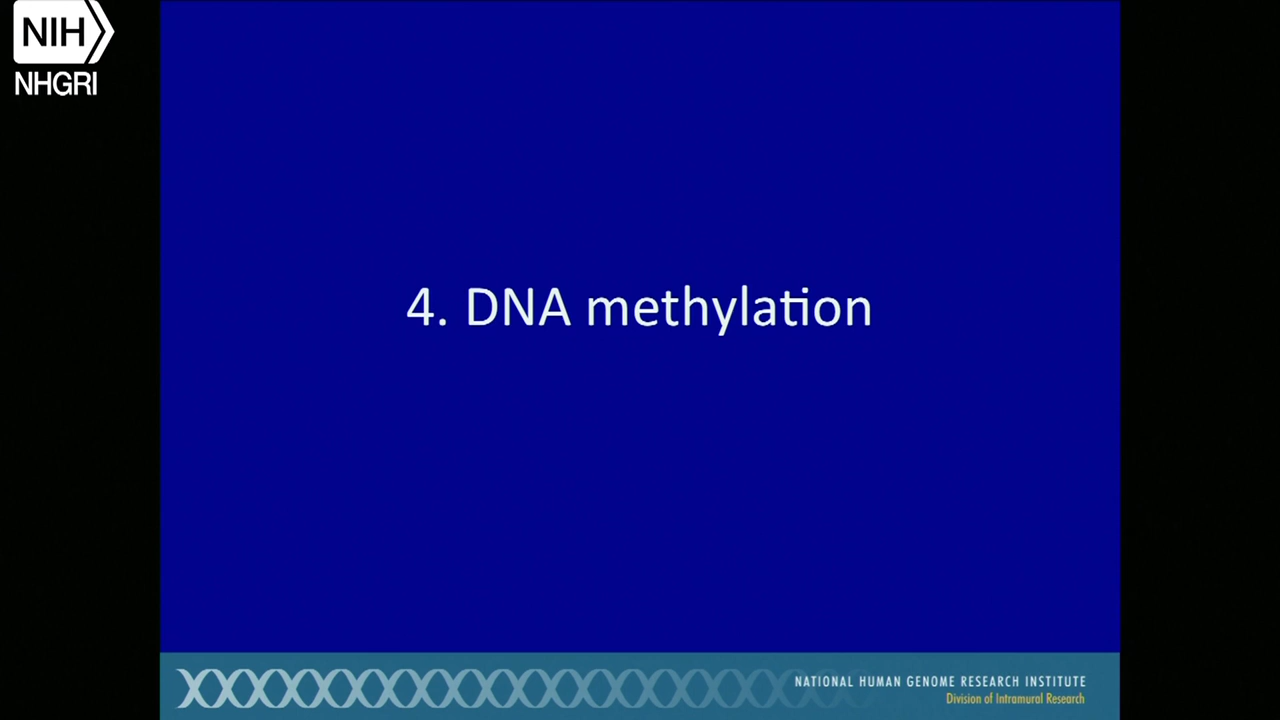 NIH
NHGRI
4. DNA methylation
NATIONAL HUMAN GENOME RESEARCH INSTITUTE
Division of Intramural Research